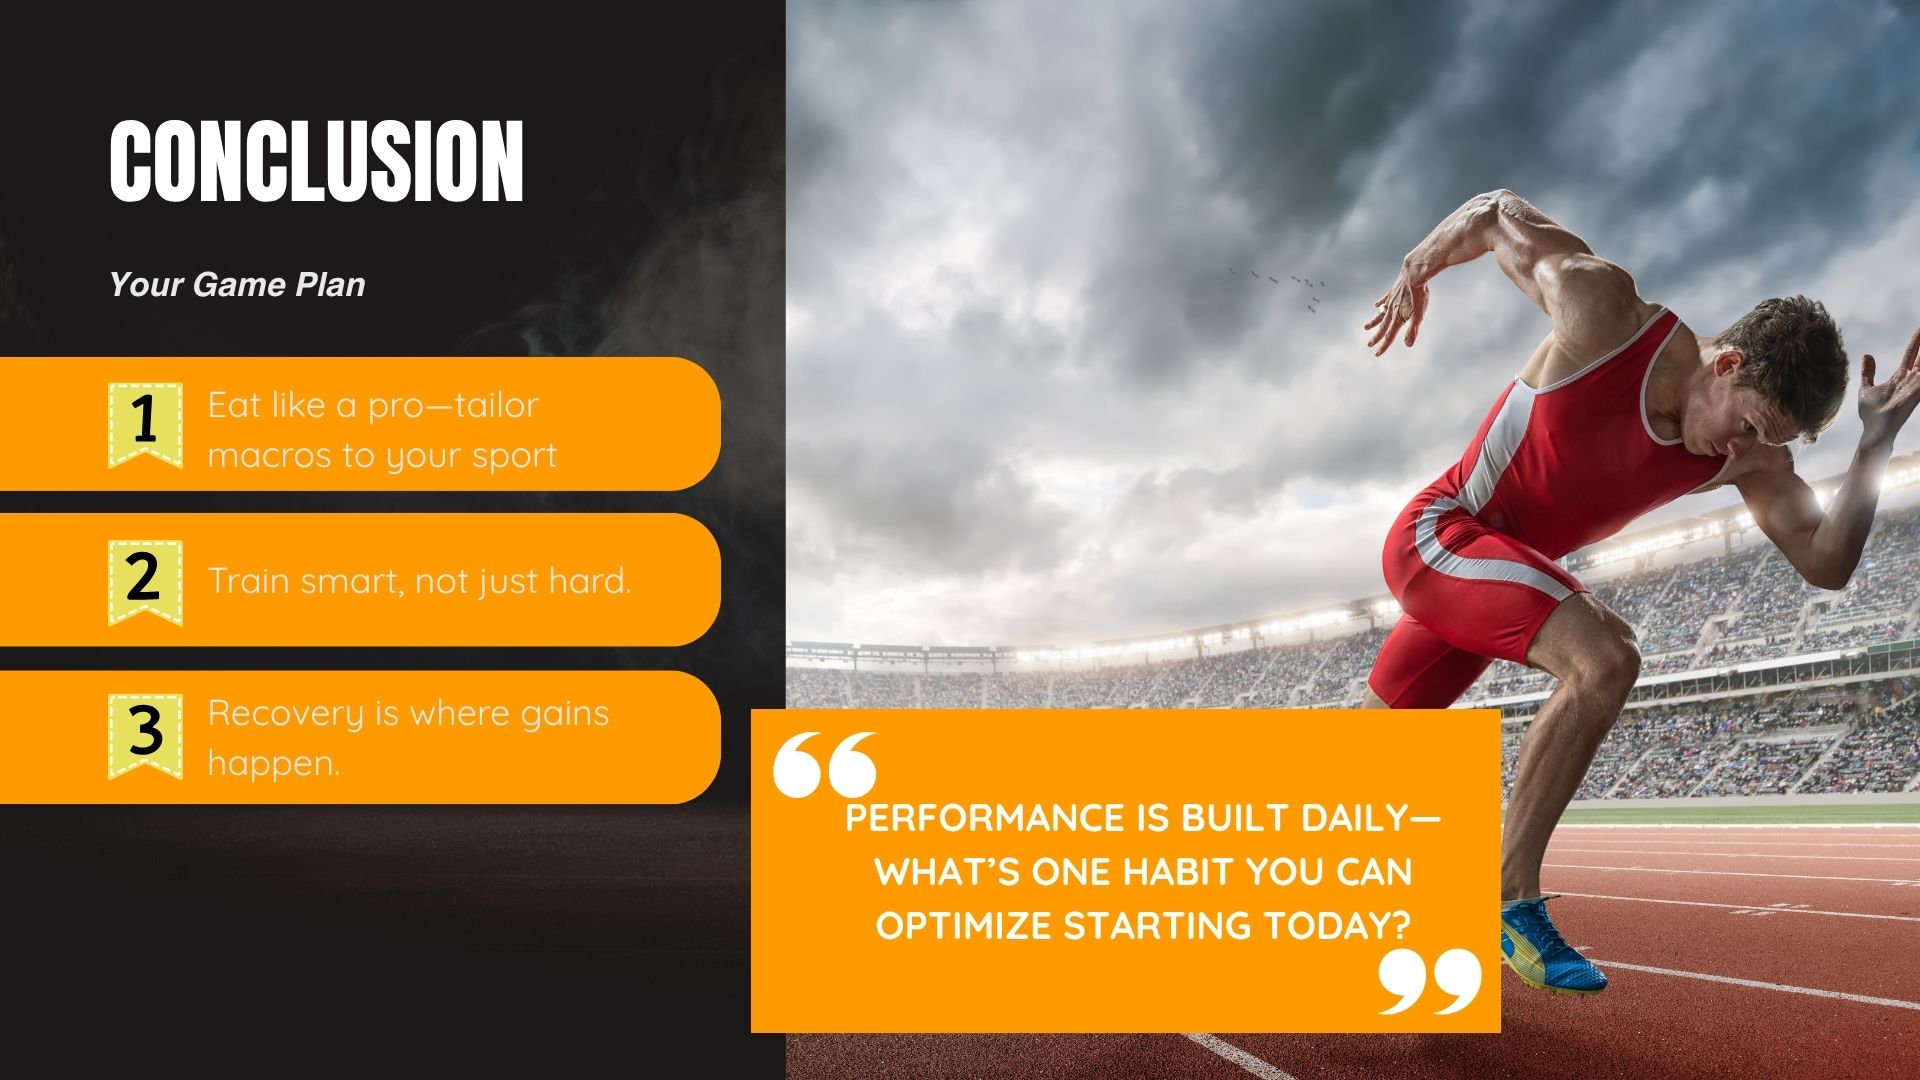 CONCLUSION
Your Game Plan
1
Eat like a pro—tailor
macros to your sport
2
Train smart, not just hard.
3
Recovery is where gains
happen.
“
PERFORMANCE IS BUILT DAILY—
WHAT’S ONE HABIT YOU CAN
OPTIMIZE STARTING TODAY?
”